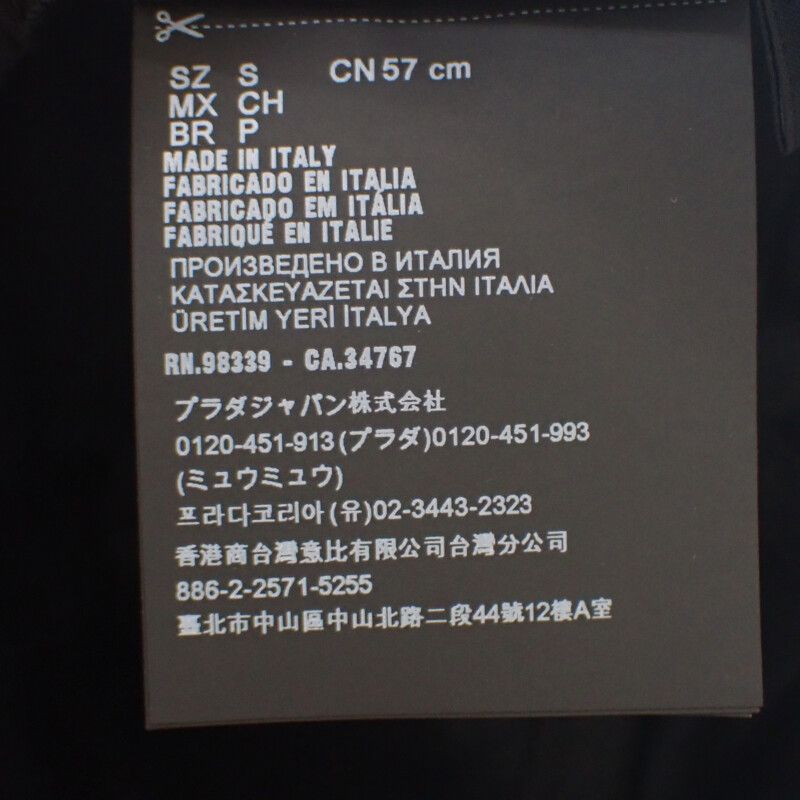 SZ S CN 57 cm
MX CH
BR P
MADE IN ITALY
FABRICADO EN ITALIA
FABRICADO EM ITÁLIA
FABRIQUÉ EN ITALIE
ПРОИЗВЕДЕНО В ИТАЛИЯ
ΚΑΤΑΣΚΕΥΑΖΕΤΑΙ ΣΤΗΝ ΙΤΑΛΙΑ
ÜRETİM YERİ İTALYA
RN.98339 - CA.34767
プラダジャパン株式会社
0120-451-913(プラダ)0120-451-993
(ミュウミュウ)
프라다코리아(유)02-3443-2323
香港商台灣意比有限公司台灣分公司
886-2-2571-5255
臺北市中山區中山北路二段44號12樓A室